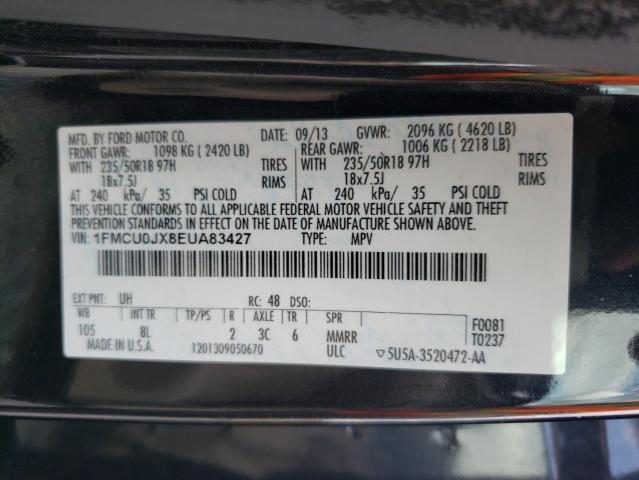 MFD. BY FORD MOTOR CO.
DATE: 09/13 GVWR: 2096 KG ( 4620 LB)
FRONT GAWR: 1098 KG ( 2420 LB)
REAR GAWR: 1006 KG ( 2218 LB)
WITH 235/50R18 97H TIRES
WITH 235/50R18 97H TIRES
18x7.5J RIMS
18x7.5J RIMS
AT 240 kPa/ 35 PSI COLD
AT 240 kPa/ 35 PSI COLD
THIS VEHICLE CONFORMS TO ALL APPLICABLE FEDERAL MOTOR VEHICLE SAFETY AND THEFT
PREVENTION STANDARDS IN EFFECT ON THE DATE OF MANUFACTURE SHOWN ABOVE.
VIN: 1FMCU0JX8EUA83427 TYPE: MPV
EXT PNT: UH RC: 48 DSO:
WB INT TR TP/PS R AXLE TR SPR
105 8L 2 3C 6 MMRR
ULC
F0081
T0237
MADE IN U.S.A. 1201309050670
▽5U5A-3520472-AA